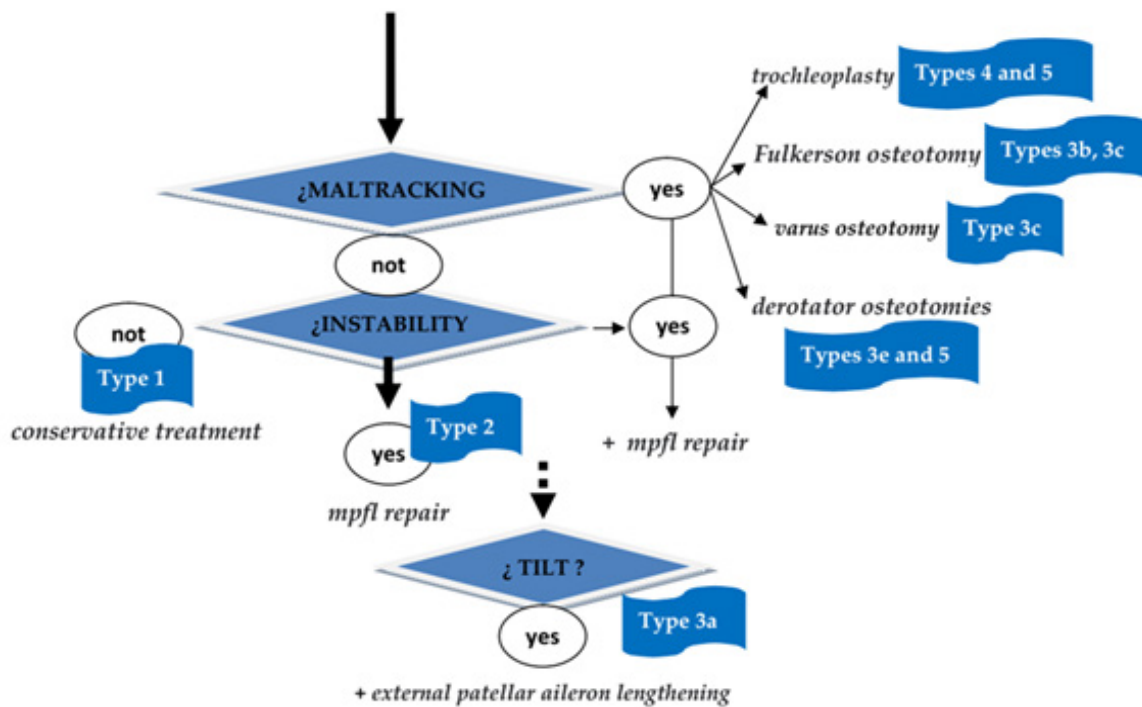 trochleoplasty
Types 4 and 5
Fulkerson osteotomy
Types 3b, 3c
¿MALTRACKING
yes
varus osteotomy
Type 3c
not
derotator osteotomies
Types 3e and 5
¿INSTABILITY
yes
not
Type 1
conservative treatment
Type 2
yes
mpfl repair
+ mpfl repair
¿ TILT ?
yes
Type 3a
+ external patellar aileron lengthening